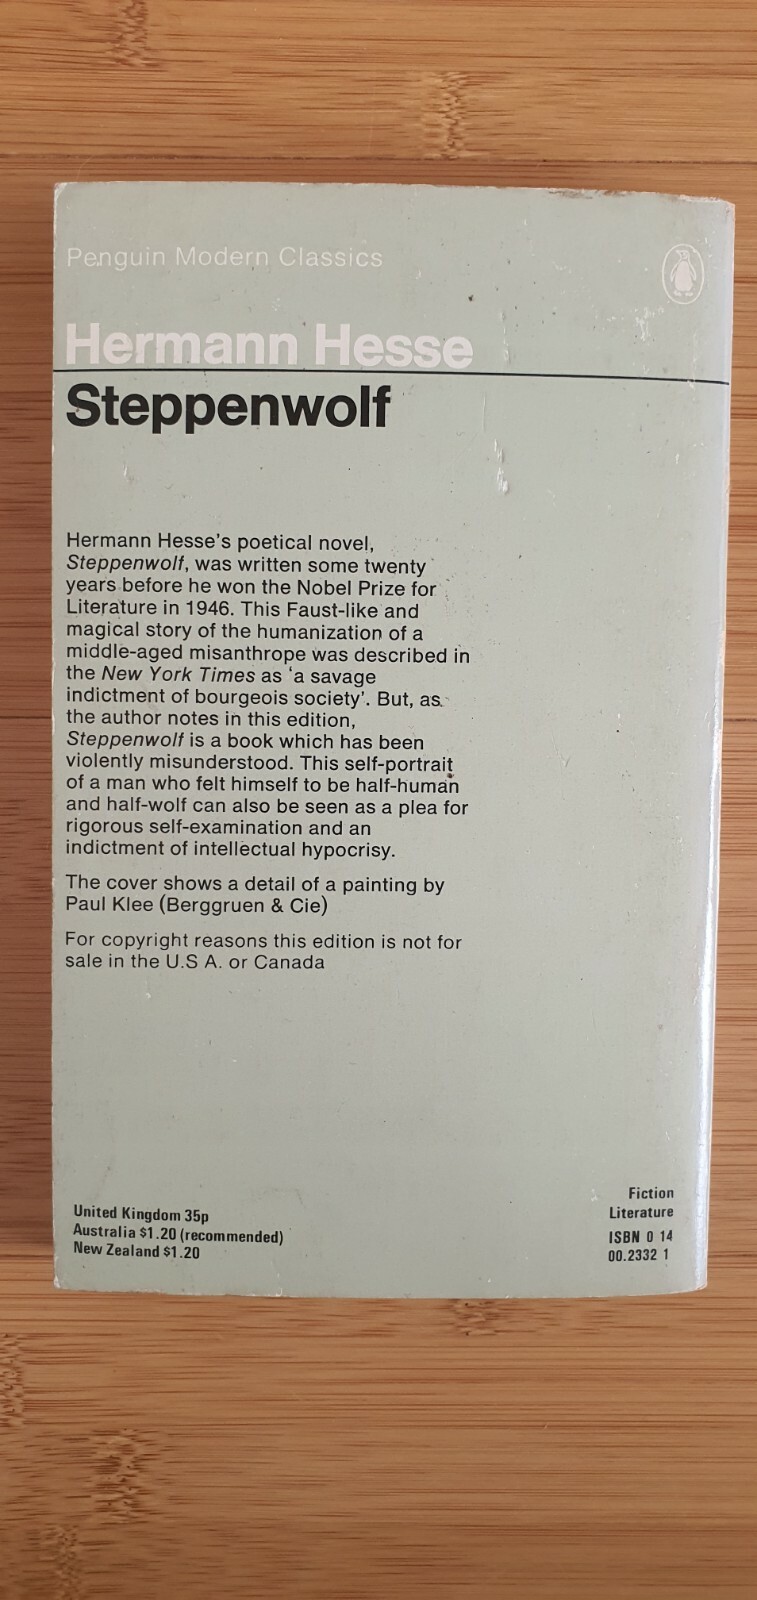 Penguin Modern Classics
Hermann Hesse
Steppenwolf
Hermann Hesse's poetical novel,
Steppenwolf, was written some twenty
years before he won the Nobel Prize for
Literature in 1946. This Faust-like and
magical story of the humanization of a
middle-aged misanthrope was described in
the New York Times as 'a savage
indictment of bourgeois society'. But, as
the author notes in this edition,
Steppenwolf is a book which has been
violently misunderstood. This self-portrait
of a man who felt himself to be half-human
and half-wolf can also be seen as a plea for
rigorous self-examination and an
indictment of intellectual hypocrisy.
The cover shows a detail of a painting by
Paul Klee (Berggruen & Cie)
For copyright reasons this edition is not for
sale in the U.S A. or Canada
United Kingdom 35p
Australia $1.20 (recommended)
New Zealand $1.20
Fiction
Literature
ISBN 0 14
00.2332 1